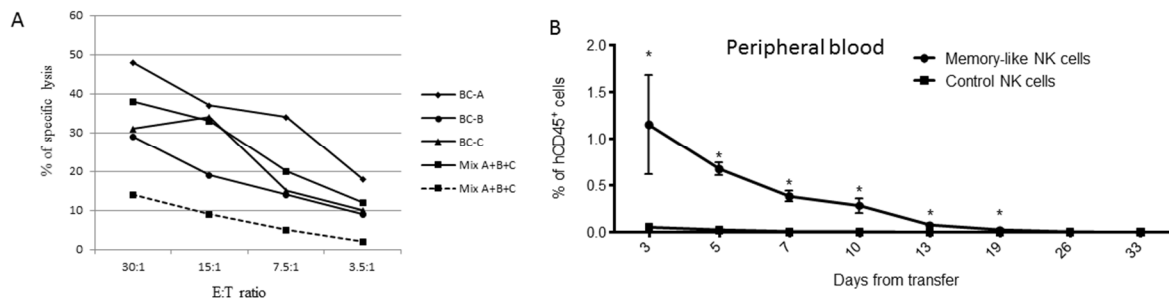 A
60
50
40
30
20
10
0
% of specific lysis
30:1
15:1
7.5:1
3.5:1
E:T ratio
BC-A
BC-B
BC-C
Mix A+B+C
Mix A+B+C
B
Peripheral blood
Memory-like NK cells
Control NK cells
2.0
1.5
1.0
0.5
0.0
% of hCD45⁺ cells
*
*
*
*
*
*
3
5
7
10
13
19
26
33
Days from transfer